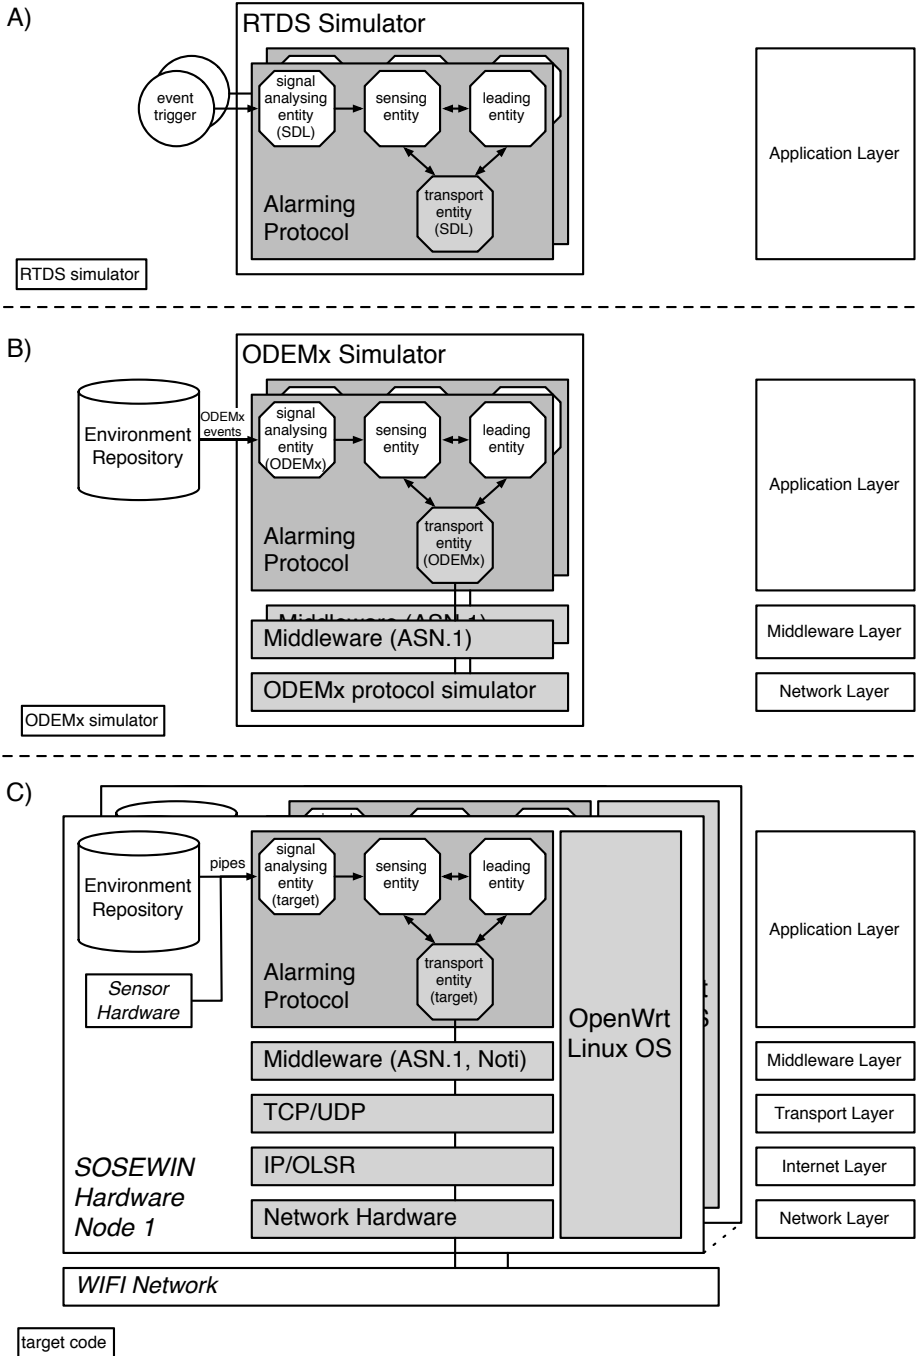 A)
RTDS Simulator
event
trigger
signal
analysing
entity
(SDL)
sensing
entity
leading
entity
transport
entity
(SDL)
Alarming
Protocol
Application Layer
RTDS simulator
B)
ODEMx Simulator
Environment
Repository
ODEMx
events
signal
analysing
entity
(ODEMx)
sensing
entity
leading
entity
transport
entity
(ODEMx)
Alarming
Protocol
Middleware (ASN.1)
Middleware (ASN.1)
ODEMx protocol simulator
Application Layer
Middleware Layer
Network Layer
ODEMx simulator
C)
Environment
Repository
pipes
signal
analysing
entity
(target)
sensing
entity
leading
entity
transport
entity
(target)
Alarming
Protocol
Sensor
Hardware
OpenWrt
Linux OS
Middleware (ASN.1, Noti)
TCP/UDP
IP/OLSR
Network Hardware
SOSEWIN
Hardware
Node 1
WIFI Network
Application Layer
Middleware Layer
Transport Layer
Internet Layer
Network Layer
target code